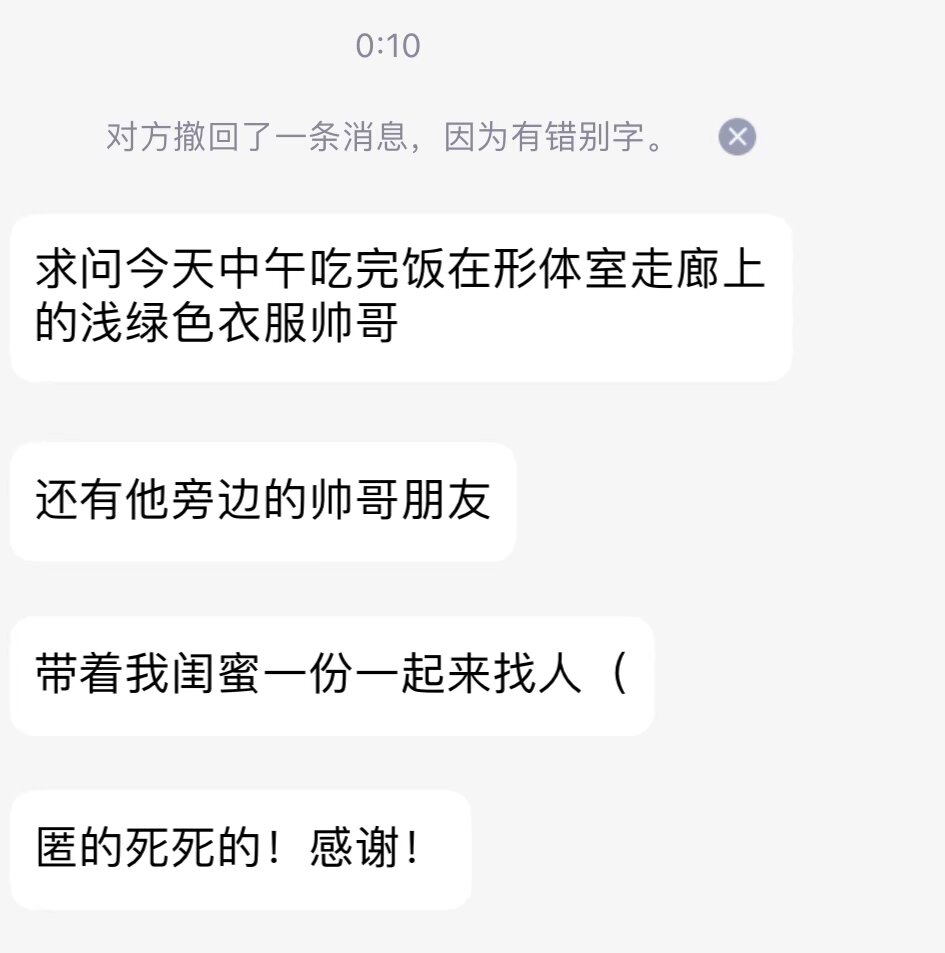 0:10
对方撤回了一条消息，因为有错别字。
求问今天中午吃完饭在形体室走廊上
的浅绿色衣服帅哥
还有他旁边的帅哥朋友
带着我闺蜜一份一起来找人（
匿的死死的！感谢！